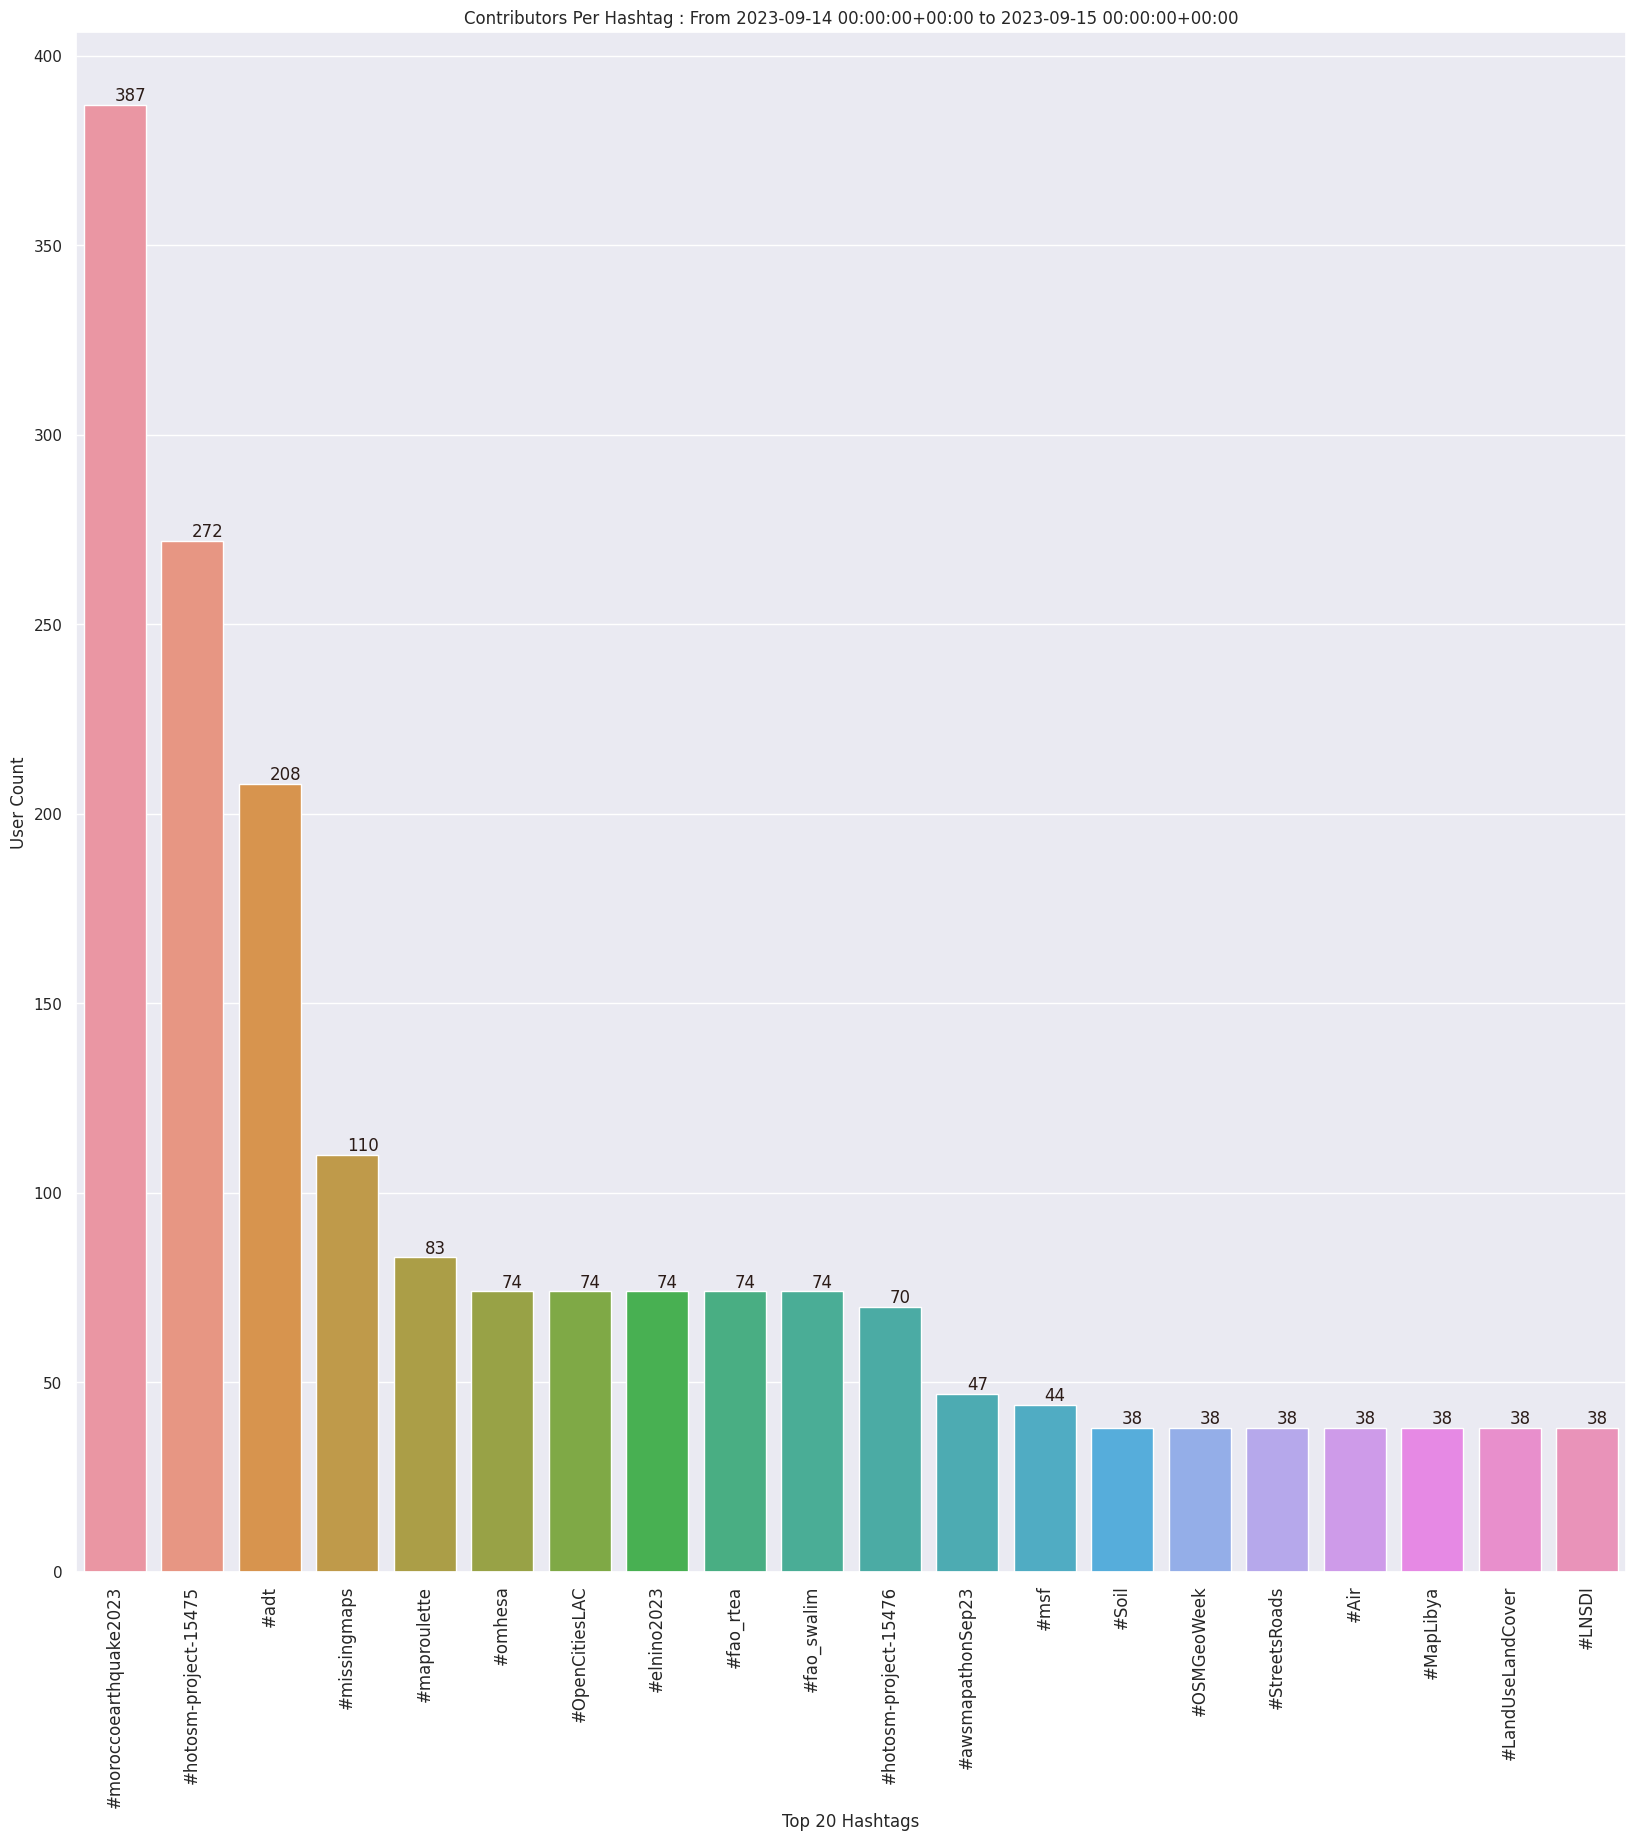 Contributors Per Hashtag : From 2023-09-14 00:00:00+00:00 to 2023-09-15 00:00:00+00:00
User Count
400
350
300
250
200
150
100
50
0
387
272
208
110
83
74
74
74
74
74
70
47
44
38
38
38
38
38
38
38
#moroccoearthquake2023
#hotosm-project-15475
#adt
#missingmaps
#maproulette
#omhesa
#OpenCitiesLAC
#elnino2023
#fao_rtea
#fao_swalim
#hotosm-project-15476
#awsmapathonSep23
#msf
#Soil
#OSMGeoWeek
#StreetsRoads
#Air
#MapLibya
#LandUseLandCover
#LNSDI
Top 20 Hashtags